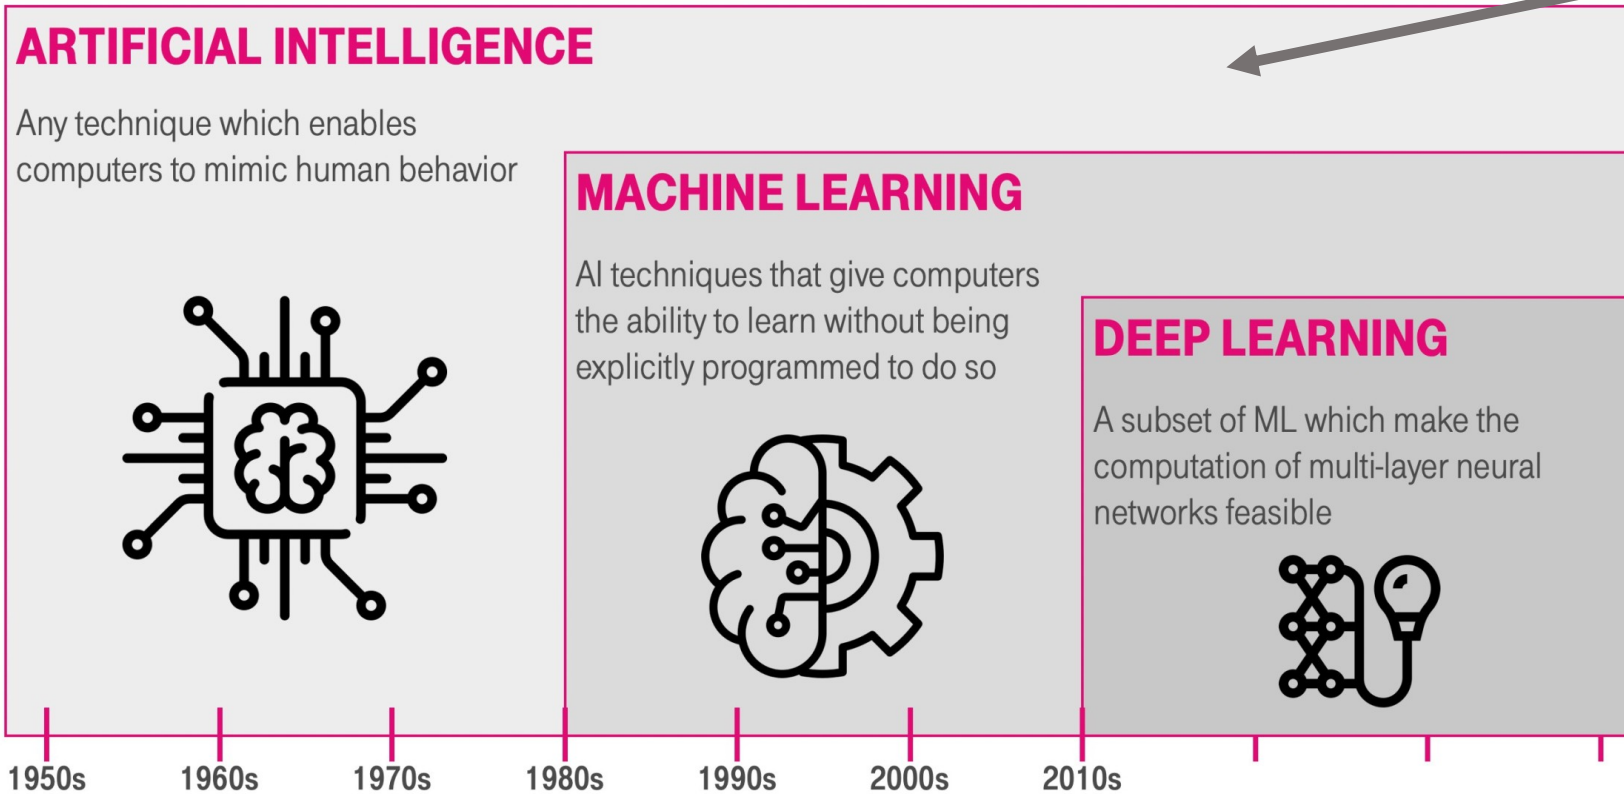 ARTIFICIAL INTELLIGENCE
Any technique which enables
computers to mimic human behavior
MACHINE LEARNING
AI techniques that give computers
the ability to learn without being
explicitly programmed to do so
DEEP LEARNING
A subset of ML which make the
computation of multi-layer neural
networks feasible
1950s 1960s 1970s 1980s 1990s 2000s 2010s